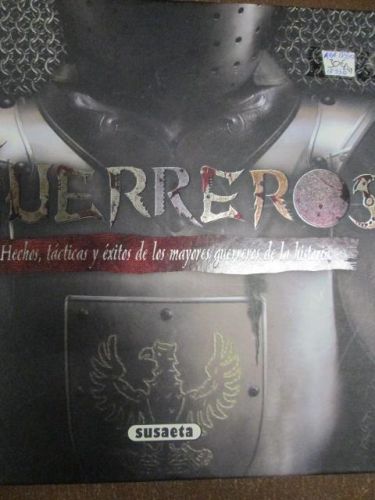 GUERREROS
Hechos, tácticas y éxitos de los mayores guerreros de la historia
susaeta